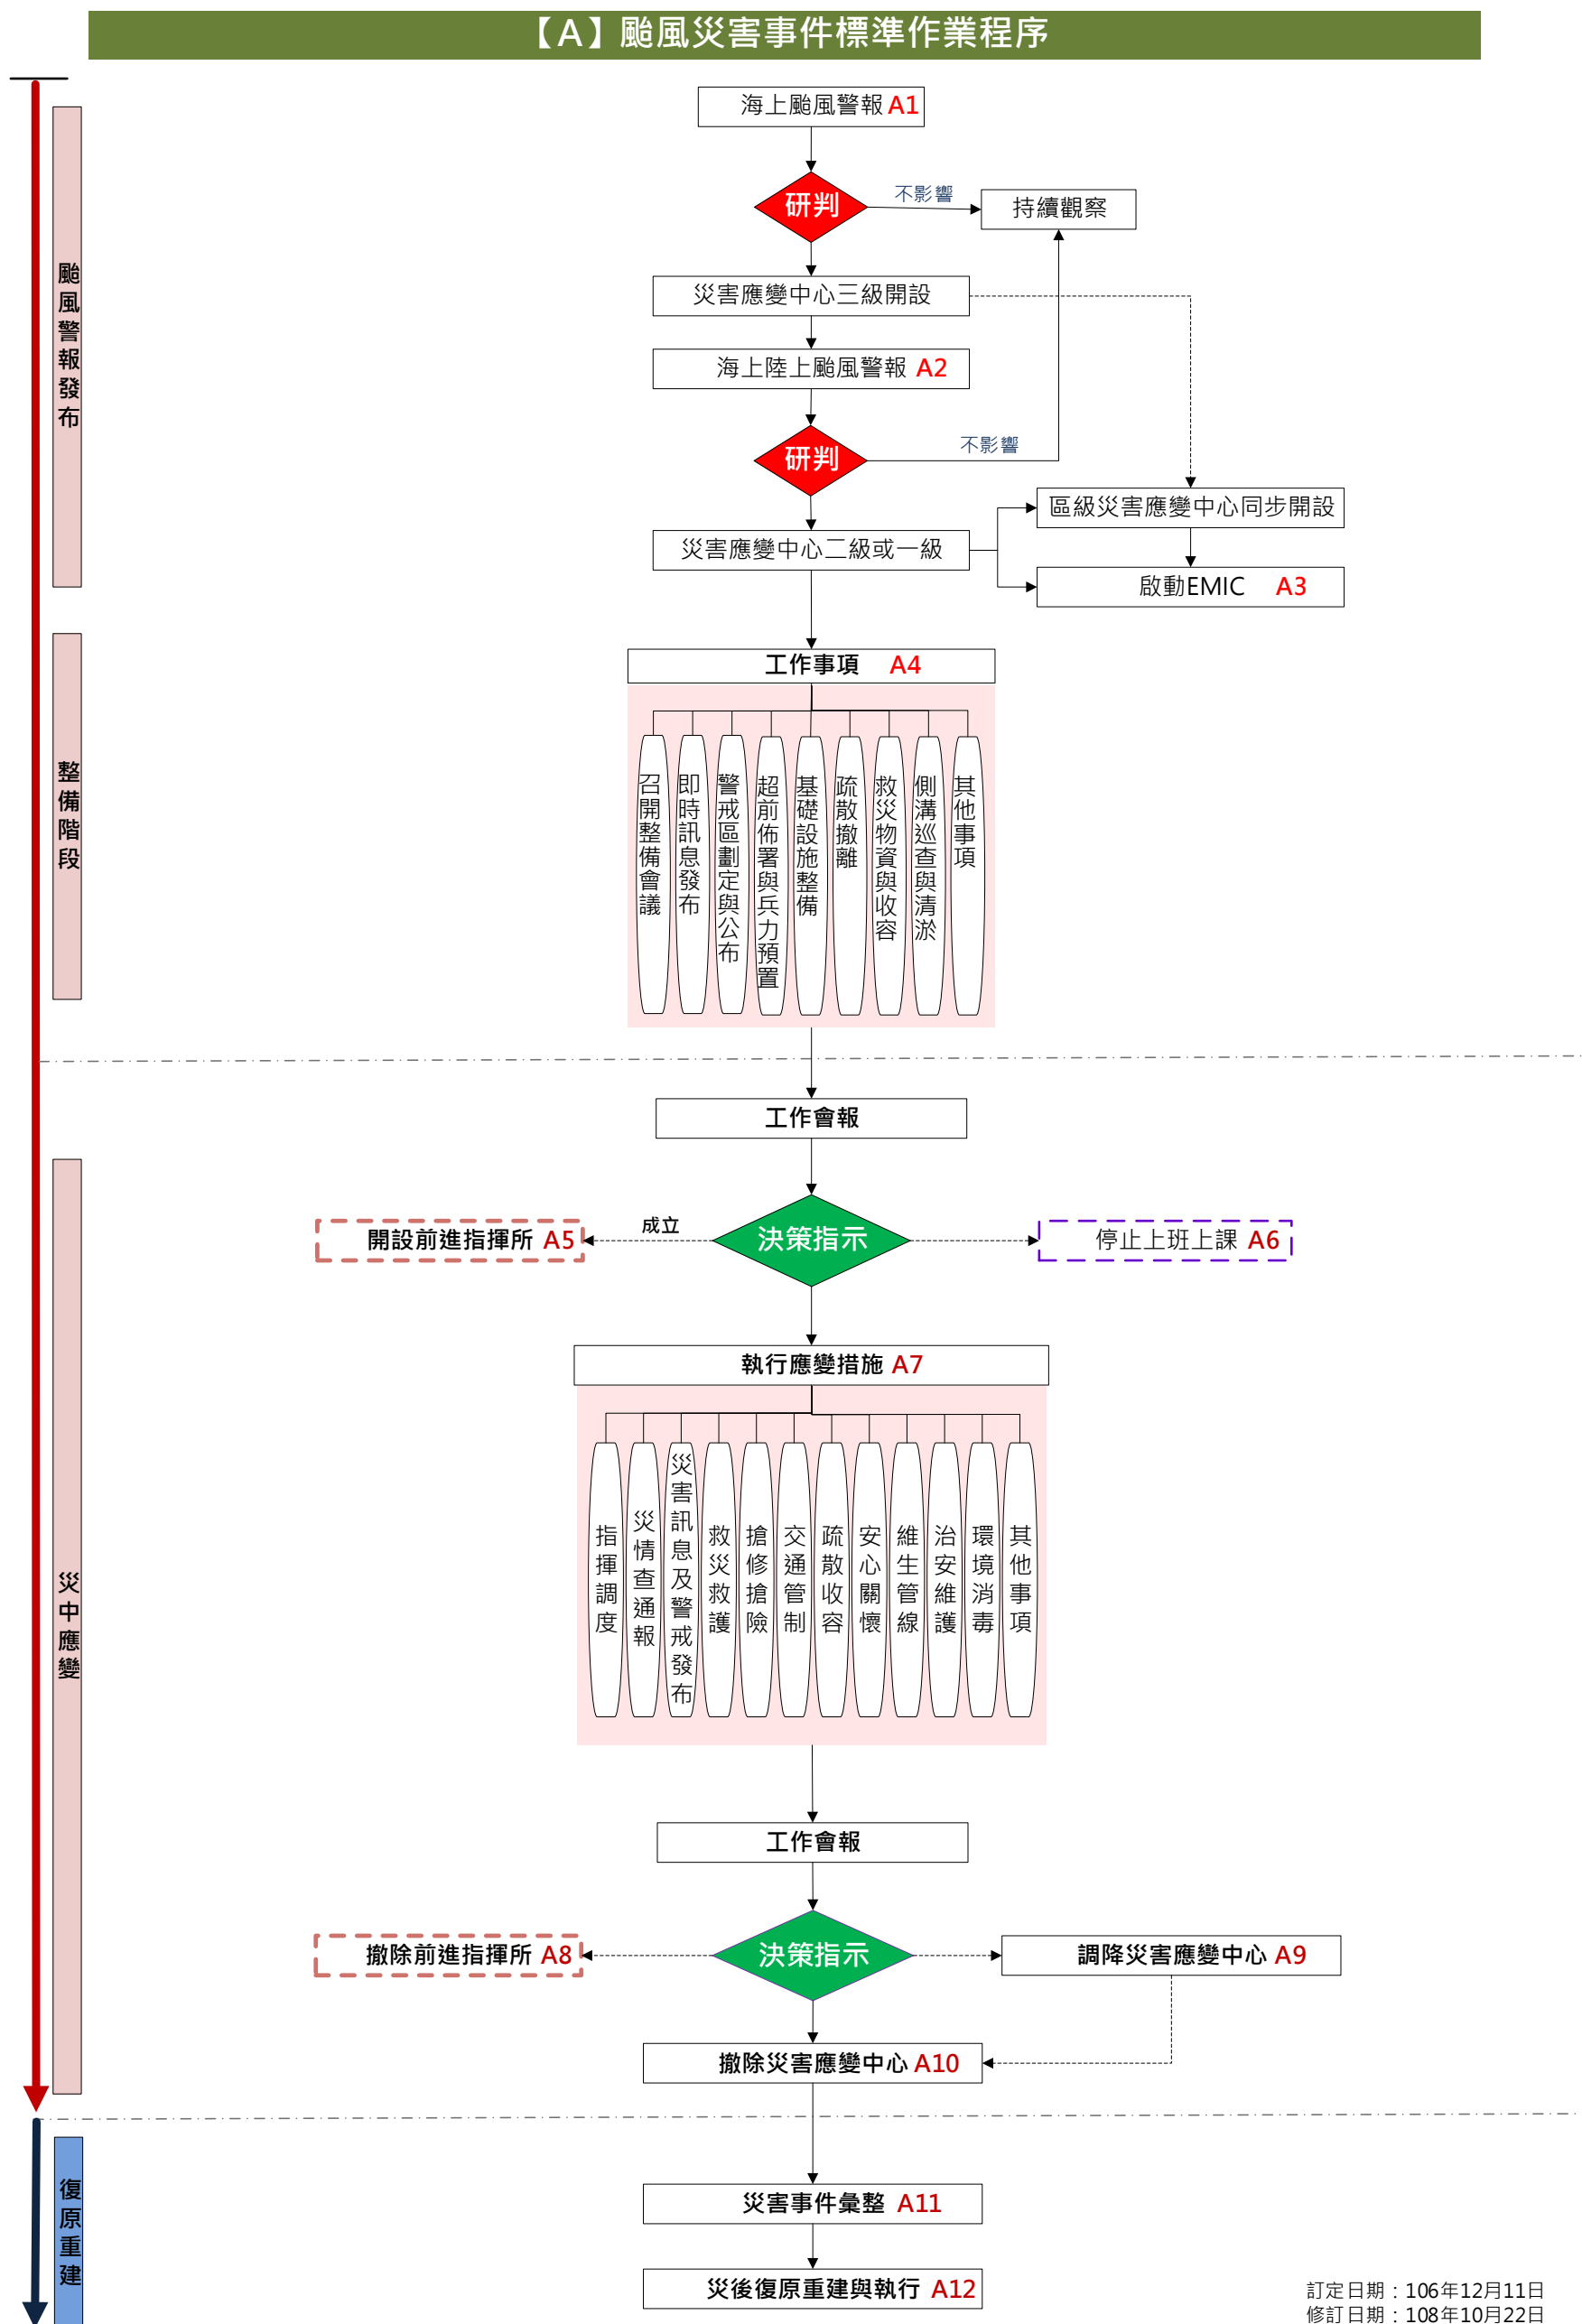 【A】颱風災害事件標準作業程序
颱風警報發布
海上颱風警報 A1
研判
不影響
持續觀察
災害應變中心三級開設
海上陸上颱風警報 A2
研判
不影響
區級災害應變中心同步開設
災害應變中心二級或一級
啟動EMIC A3
整備階段
工作事項 A4
召開整備會議
即時訊息發布
警戒區劃定與公布
超前佈署與兵力預置
基礎設施整備
疏散撤離
救災物資與收容
側溝巡查與清淤
其他事項
災中應變
工作會報
決策指示
成立
開設前進指揮所 A5
停止上班上課 A6
執行應變措施 A7
指揮調度
災情查通報
災害訊息及警戒發布
救災救護
搶修搶險
交通管制
疏散收容
安心關懷
維生管線
治安維護
環境消毒
其他事項
工作會報
決策指示
撤除前進指揮所 A8
調降災害應變中心 A9
撤除災害應變中心 A10
復原重建
災害事件彙整 A11
災後復原重建與執行 A12
訂定日期：106年12月11日
修訂日期：108年10月22日